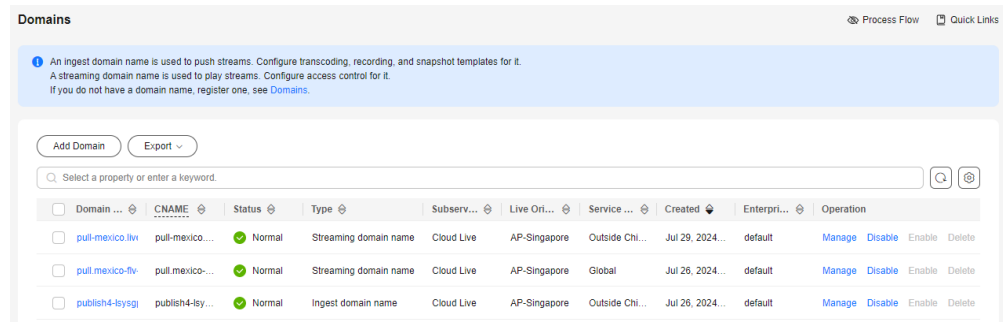 Domains
Process Flow Quick Links
An ingest domain name is used to push streams. Configure transcoding, recording, and snapshot templates for it.
A streaming domain name is used to play streams. Configure access control for it.
If you do not have a domain name, register one, see Domains.
Add Domain Export
Select a property or enter a keyword.
Domain ... CNAME Status Type Subserv... Live Ori... Service ... Created Enterpri... Operation
pull-mexico.live pull-mexico.... Normal Streaming domain name Cloud Live AP-Singapore Outside Chi... Jul 29, 2024... default Manage Disable Enable Delete
pull.mexico-flv- pull.mexico-... Normal Streaming domain name Cloud Live AP-Singapore Global Jul 26, 2024... default Manage Disable Enable Delete
publish4-lsysg publish4-lsy... Normal Ingest domain name Cloud Live AP-Singapore Outside Chi... Jul 26, 2024... default Manage Disable Enable Delete